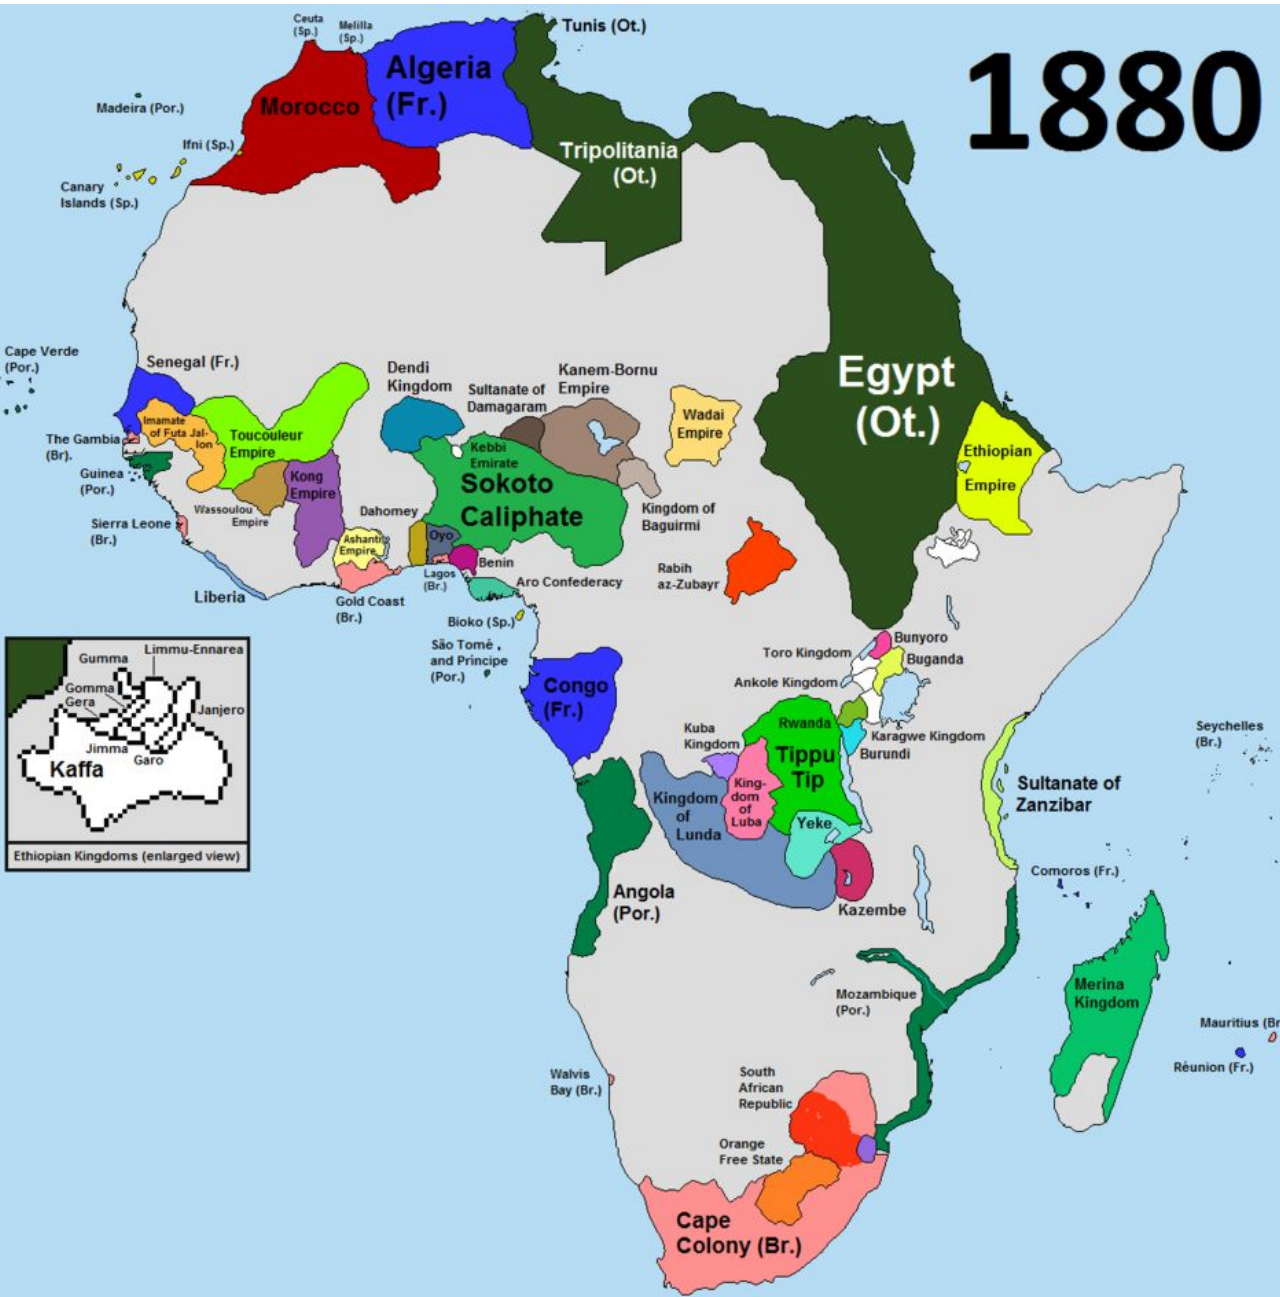 1880
Ceuta
(Sp.)
Melilla
(Sp.)
Tunis (Ot.)
Algeria
(Fr.)
Morocco
Madeira (Por.)
Ifni (Sp.)
Canary
Islands (Sp.)
Tripolitania
(Ot.)
Egypt
(Ot.)
Cape Verde
(Por.)
Senegal (Fr.)
Imamate
of Futa Jal-
lon
The Gambia
(Br).
Guinea
(Por.)
Toucouleur
Empire
Wassoulou
Empire
Kong
Empire
Sierra Leone
(Br.)
Liberia
Dendi
Kingdom
Sultanate of
Damagaram
Kanem-Bornu
Empire
Wadai
Empire
Kebbi
Emirate
Sokoto
Caliphate
Kingdom of
Baguirmi
Ethiopian
Empire
Dahomey
Ashanti
Empire
Oyo
Benin
Lagos
(Br.)
Gold Coast
(Br.)
Aro Confederacy
Rabih
az-Zubayr
Bioko (Sp.)
São Tomé
and Príncipe
(Por.)
Congo
(Fr.)
Bunyoro
Toro Kingdom
Buganda
Ankole Kingdom
Rwanda
Karagwe Kingdom
Burundi
Kuba
Kingdom
Tippu
Tip
King-
dom
of
Luba
Kingdom
of
Lunda
Yeke
Kazembe
Sultanate of
Zanzibar
Seychelles
(Br.)
Comoros (Fr.)
Angola
(Por.)
Mozambique
(Por.)
Merina
Kingdom
Mauritius (Br
Réunion (Fr.)
Walvis
Bay (Br.)
South
African
Republic
Orange
Free State
Cape
Colony (Br.)
Limmu-Ennarea
Gumma
Gomma
Gera
Janjero
Jimma
Garo
Kaffa
Ethiopian Kingdoms (enlarged view)